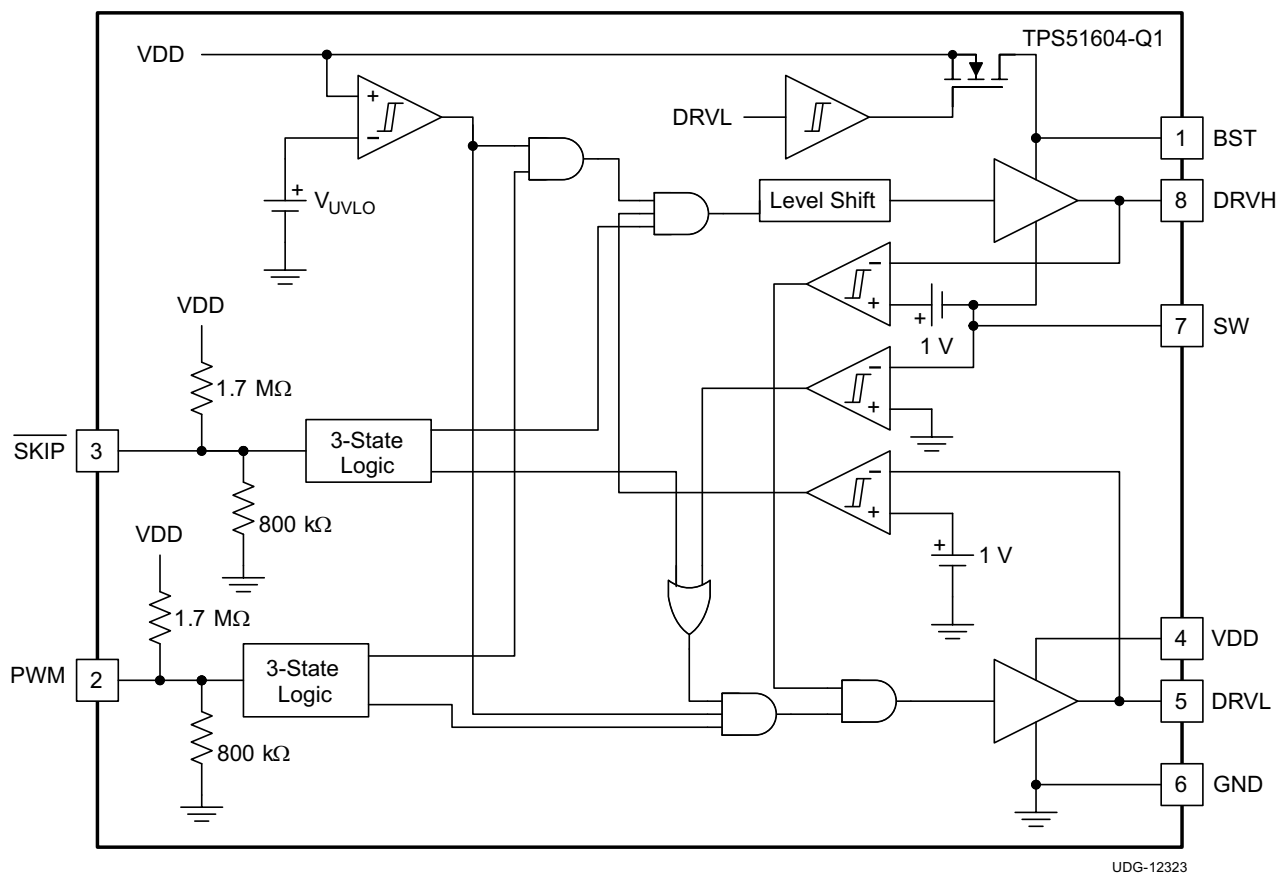 TPS51604-Q1
VDD
DRVL
+
−
+
VUVLO
Level Shift
1
BST
8
DRVH
−
+
+
1 V
7
SW
VDD
1.7 MΩ
−
+
SKIP
3
3-State
Logic
800 kΩ
−
+
+
1 V
VDD
1.7 MΩ
PWM
2
3-State
Logic
800 kΩ
4
VDD
5
DRVL
6
GND
UDG-12323